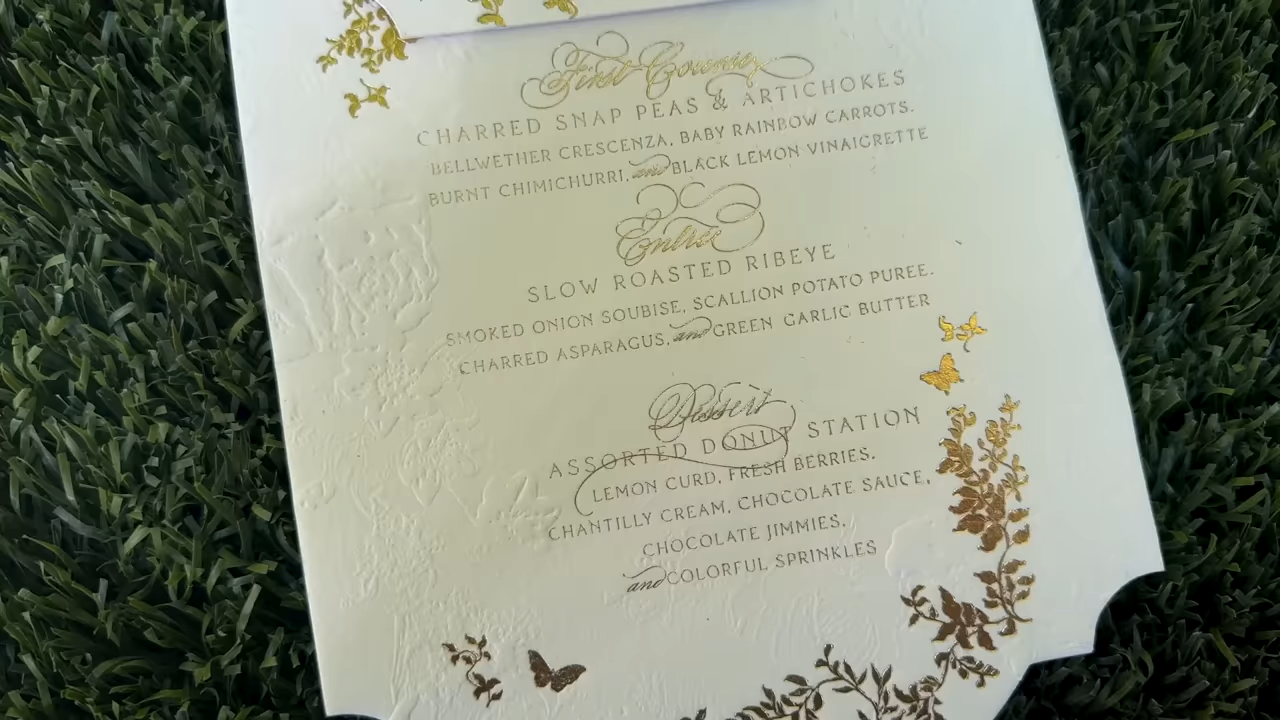 First Course
CHARRED SNAP PEAS & ARTICHOKES
BELLWETHER CRESCENZA, BABY RAINBOW CARROTS,
BURNT CHIMICHURRI, and BLACK LEMON VINAIGRETTE
Entrée
SLOW ROASTED RIBEYE
SMOKED ONION SOUBISE, SCALLION POTATO PUREE,
CHARRED ASPARAGUS, and GREEN GARLIC BUTTER
Dessert
ASSORTED DONUT STATION
LEMON CURD, FRESH BERRIES,
CHANTILLY CREAM, CHOCOLATE SAUCE,
CHOCOLATE JIMMIES,
and COLORFUL SPRINKLES